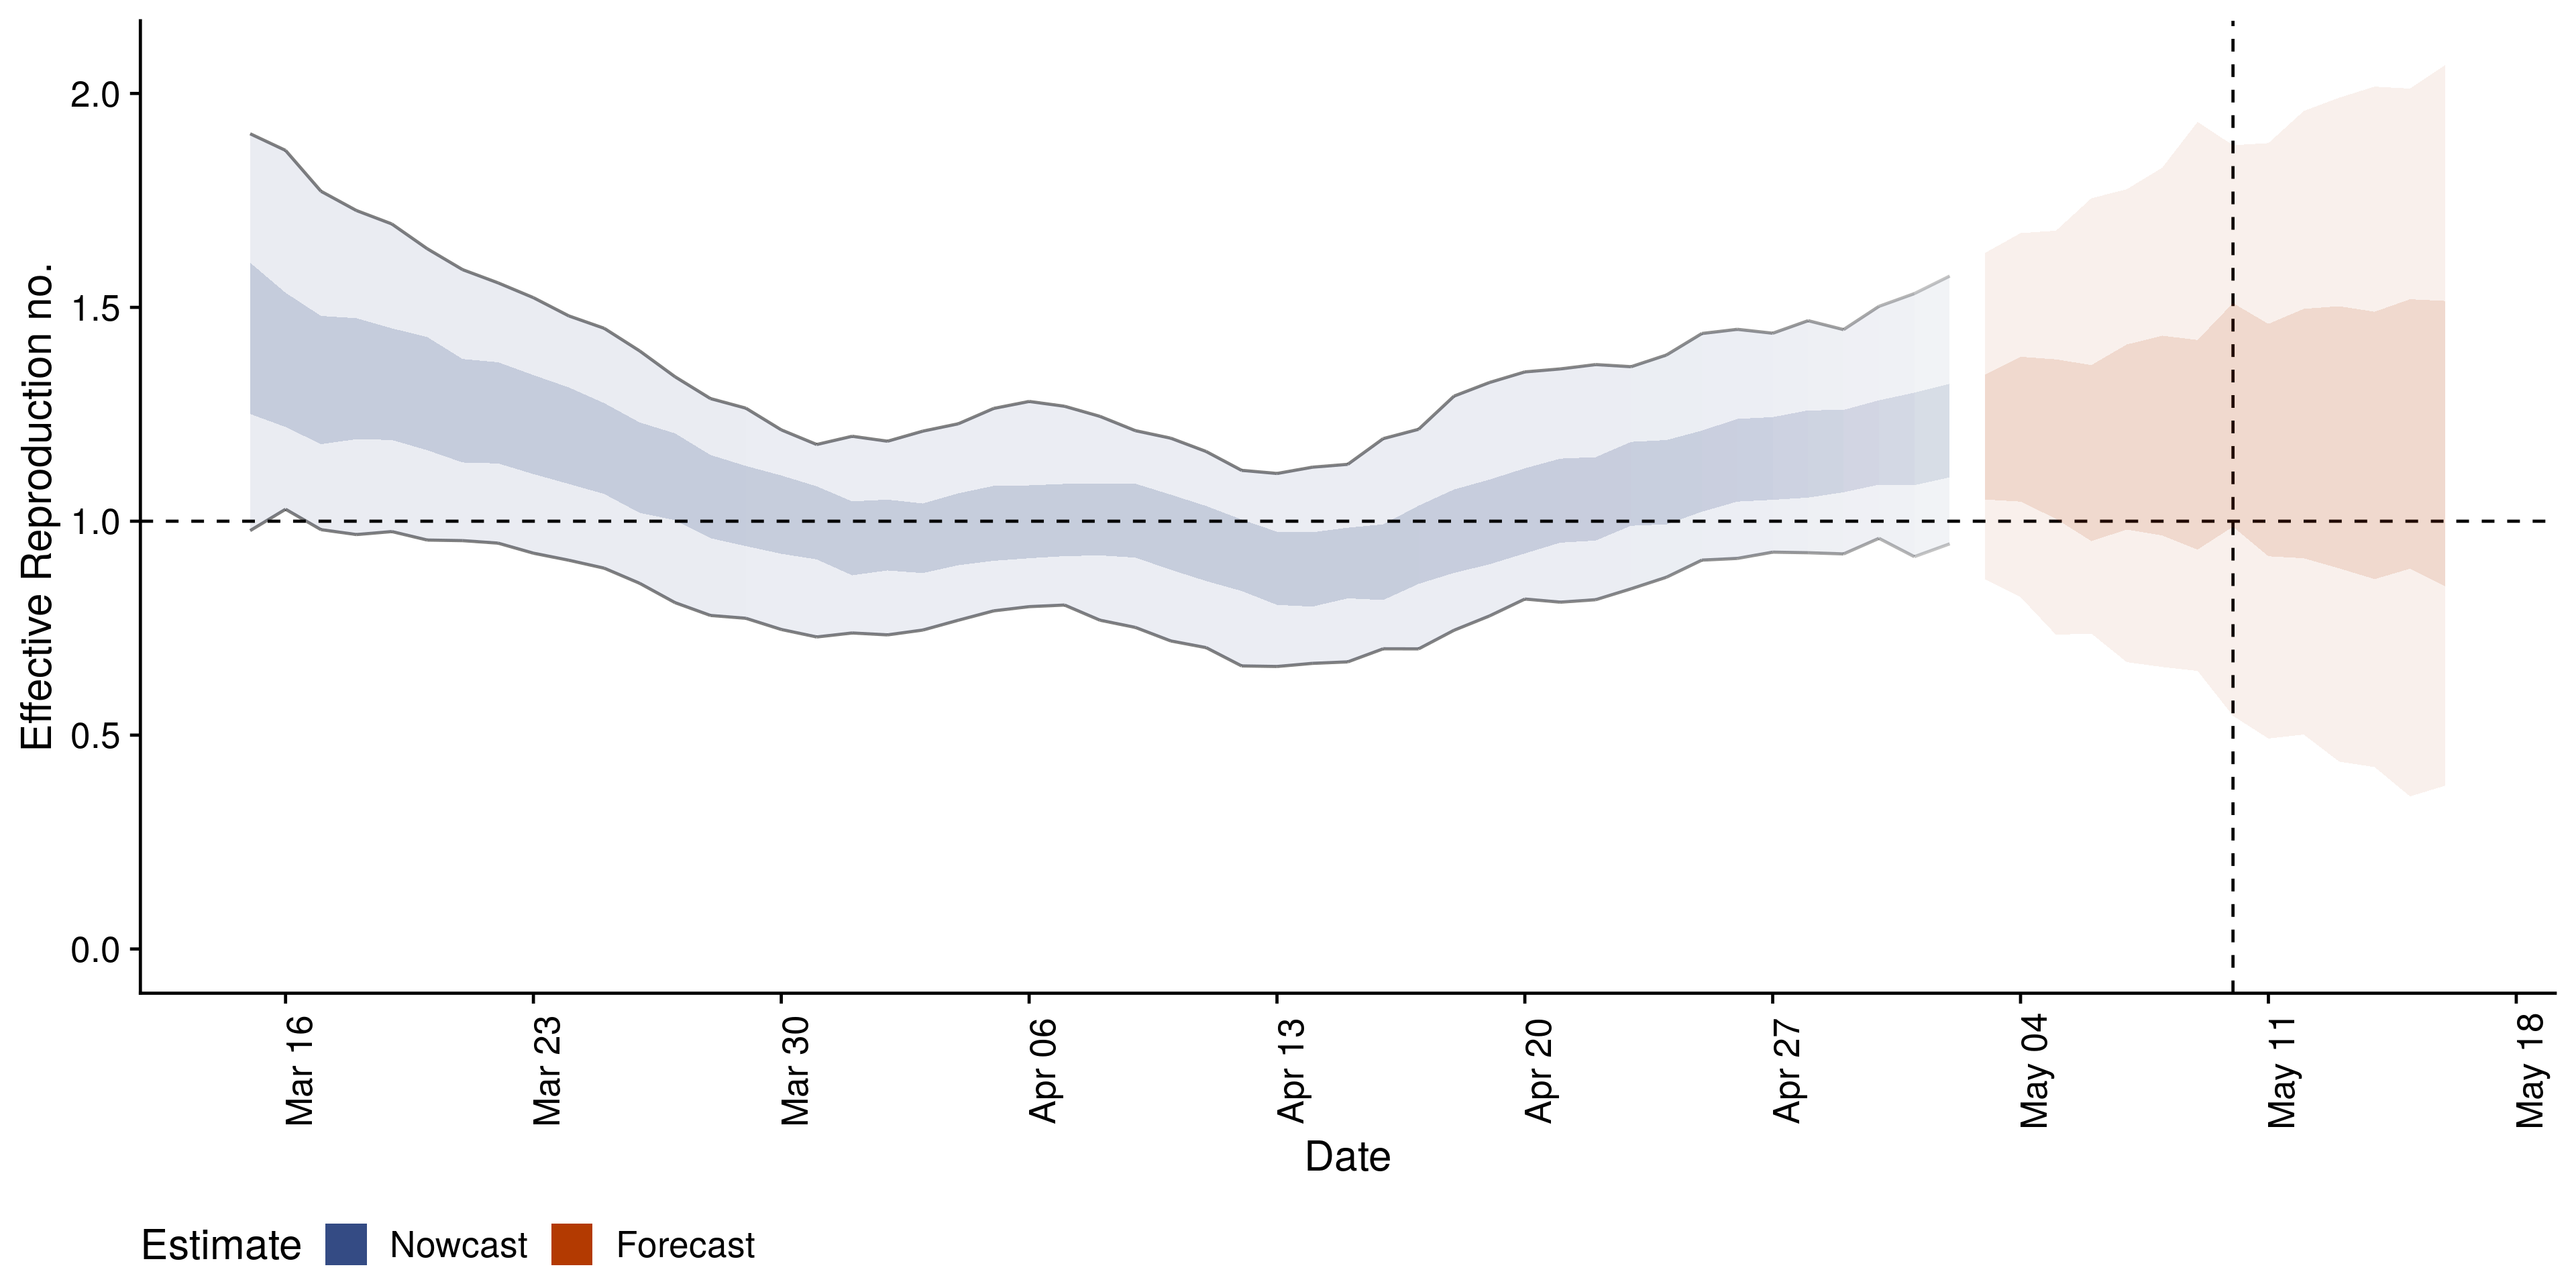 Effective Reproduction no.
2.0
1.5
1.0
0.5
0.0
Mar 16
Mar 23
Mar 30
Apr 06
Apr 13
Apr 20
Apr 27
May 04
May 11
May 18
Date
Estimate Nowcast Forecast